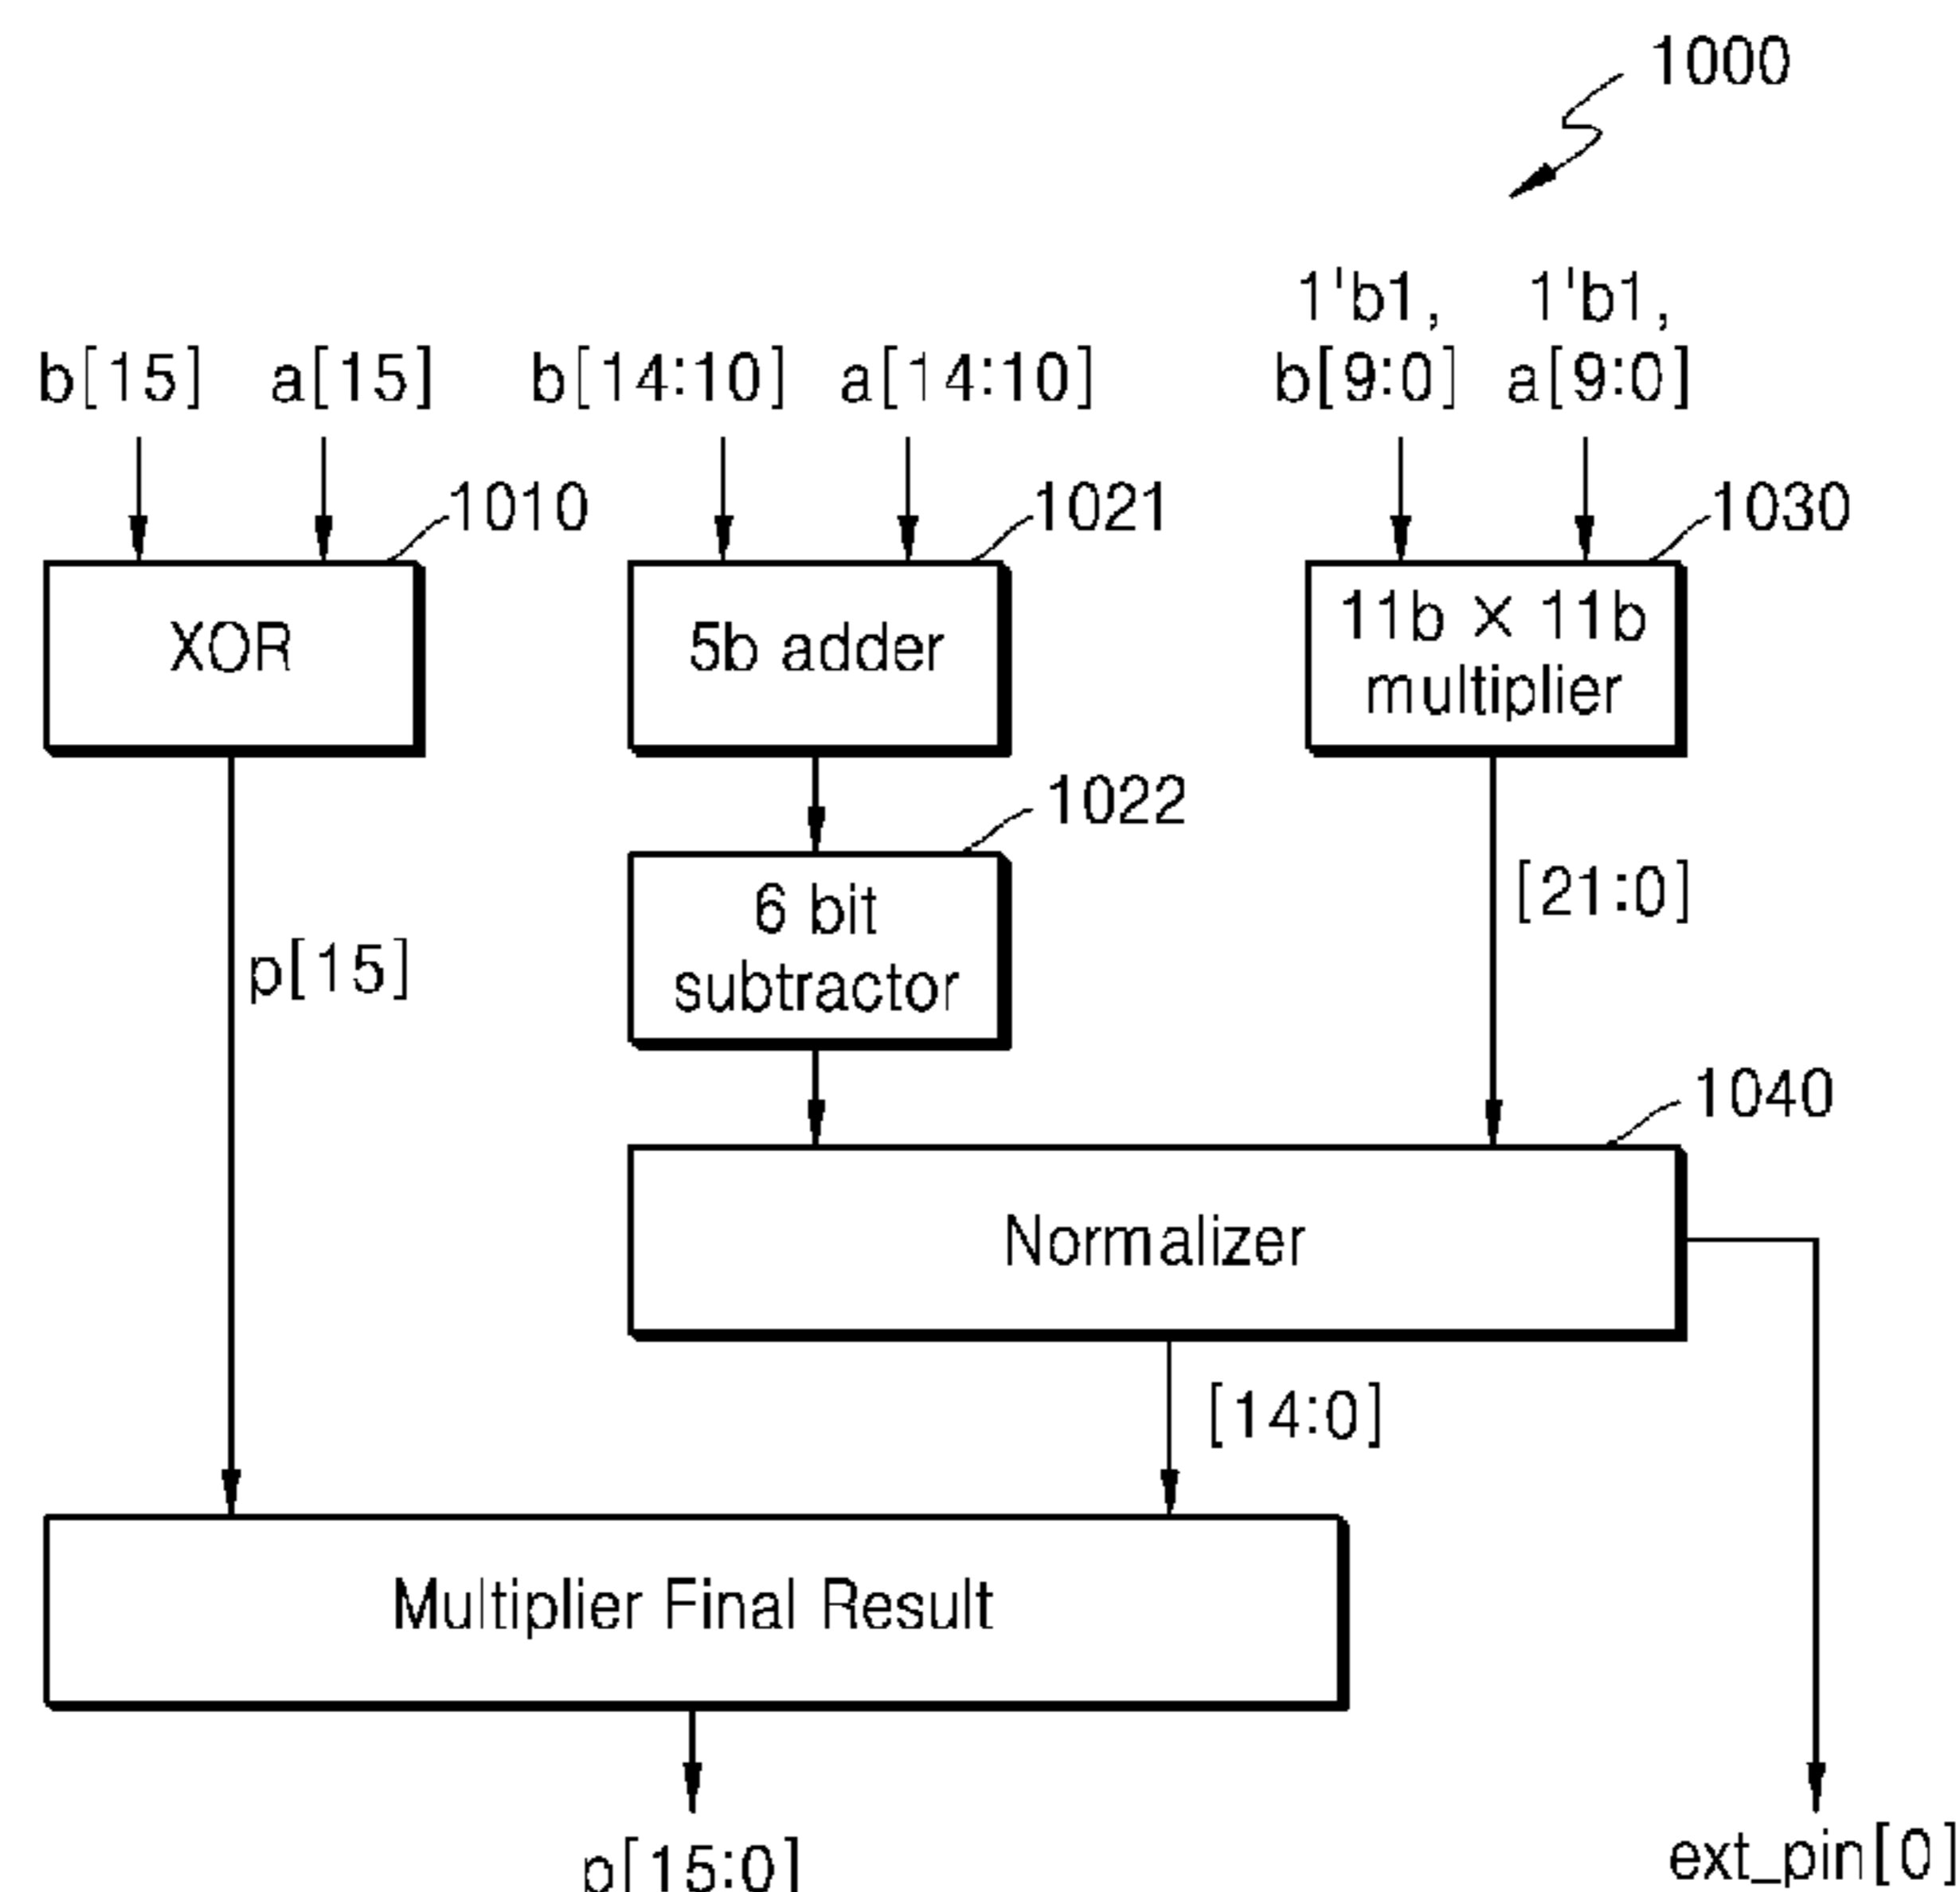 1000
1'b1, 1'b1,
b[15] a[15] b[14:10] a[14:10] b[9:0] a[9:0]
1010 1021 1030
XOR
5b adder
11b × 11b
multiplier
1022
6 bit
subtractor
[21:0]
p[15]
1040
Normalizer
[14:0]
Multiplier Final Result
p[15:0]
ext_pin[0]